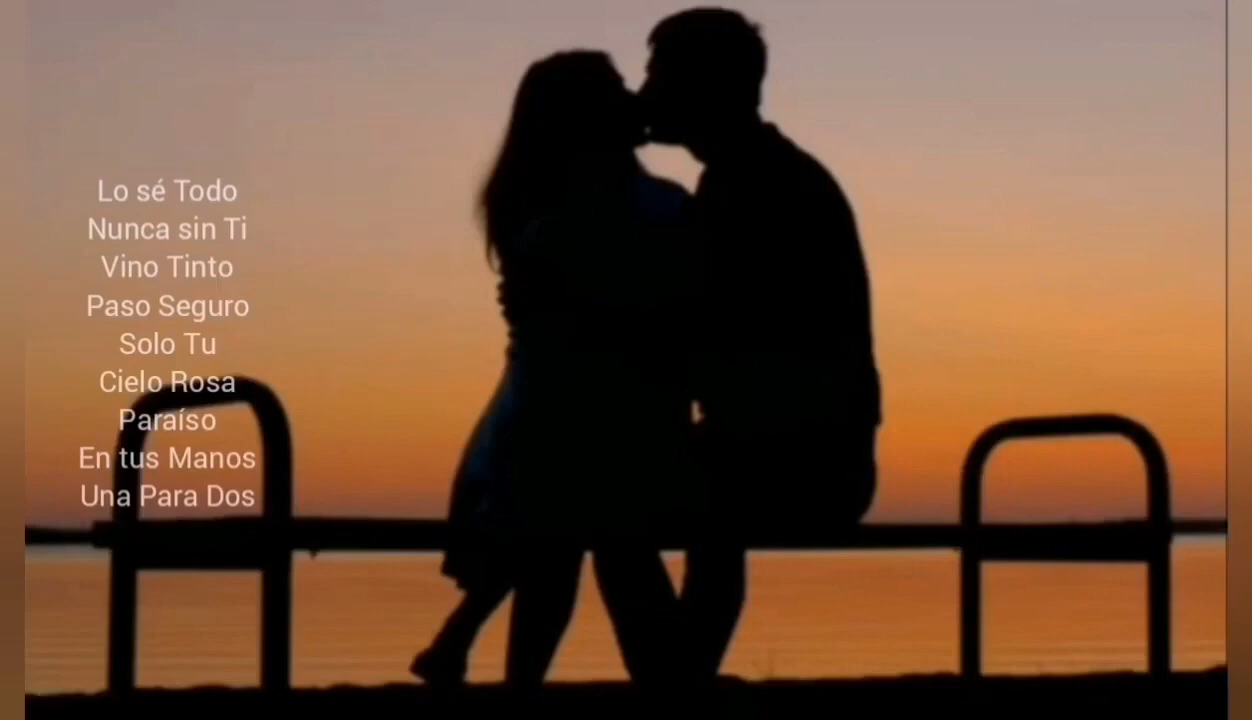 Lo sé Todo
Nunca sin Ti
Vino Tinto
Paso Seguro
Solo Tu
Cielo Rosa
Paraíso
En tus Manos
Una Para Dos